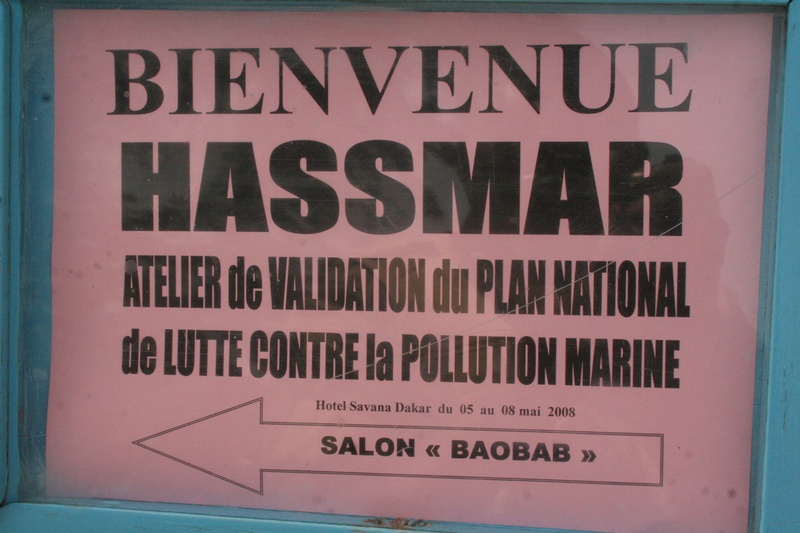 BIENVENUE
HASSMAR
ATELIER de VALIDATION du PLAN NATIONAL
de LUTTE CONTRE la POLLUTION MARINE
Hotel Savana Dakar du 05 au 08 mai 2008
SALON « BAOBAB »